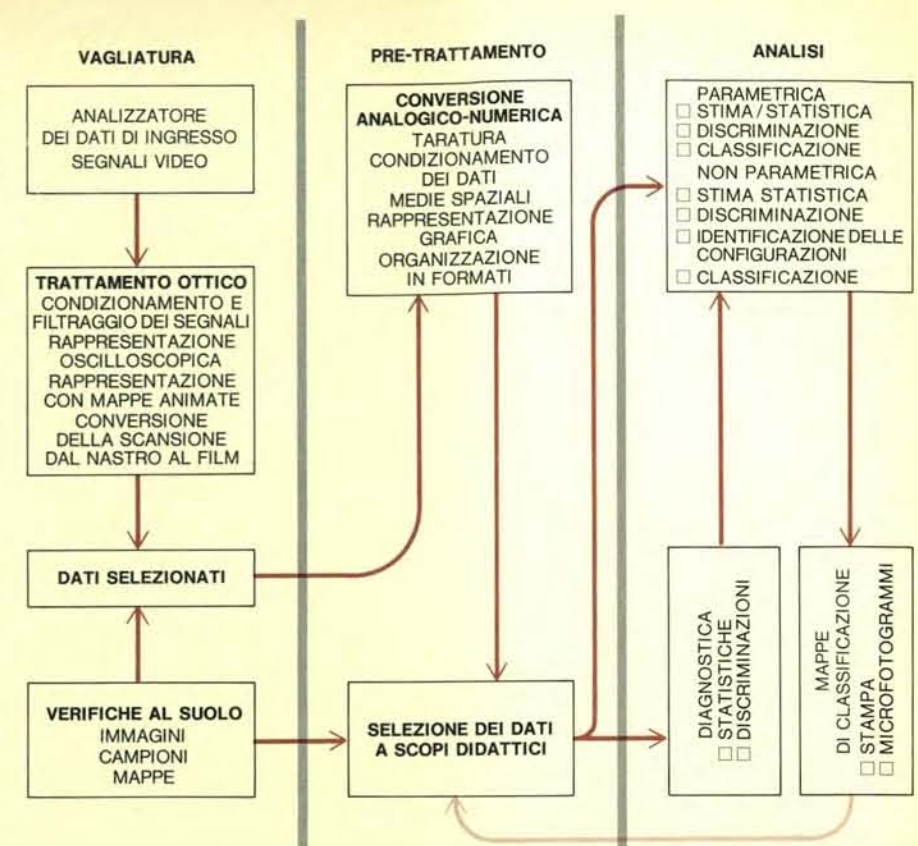 VAGLIATURA
ANALIZZATORE
DEI DATI DI INGRESSO
SEGNALI VIDEO
TRATTAMENTO OTTICO
CONDIZIONAMENTO E
FILTRAGGIO DEI SEGNALI
RAPPRESENTAZIONE
OSCILLOSCOPICA
RAPPRESENTAZIONE
CON MAPPE ANIMATE
CONVERSIONE
DELLA SCANSIONE
DAL NASTRO AL FILM
DATI SELEZIONATI
VERIFICHE AL SUOLO
IMMAGINI
CAMPIONI
MAPPE
PRE-TRATTAMENTO
CONVERSIONE
ANALOGICO-NUMERICA
TARATURA
CONDIZIONAMENTO
DEI DATI
MEDIE SPAZIALI
RAPPRESENTAZIONE
GRAFICA
ORGANIZZAZIONE
IN FORMATI
SELEZIONE DEI DATI
A SCOPI DIDATTICI
ANALISI
PARAMETRICA
□ STIMA/STATISTICA
□ DISCRIMINAZIONE
□ CLASSIFICAZIONE
NON PARAMETRICA
□ STIMA STATISTICA
□ DISCRIMINAZIONE
□ IDENTIFICAZIONE DELLE
CONFIGURAZIONI
□ CLASSIFICAZIONE
DIAGNOSTICA
□ STATISTICHE
□ DISCRIMINAZIONI
MAPPE
DI CLASSIFICAZIONE
□ STAMPA
□ MICROFOTOGRAMMI